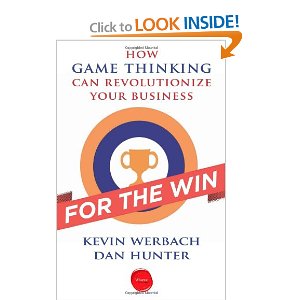 Click to LOOK INSIDE!
HOW
GAME THINKING
CAN REVOLUTIONIZE
YOUR BUSINESS
FOR THE WIN
KEVIN WERBACH
DAN HUNTER